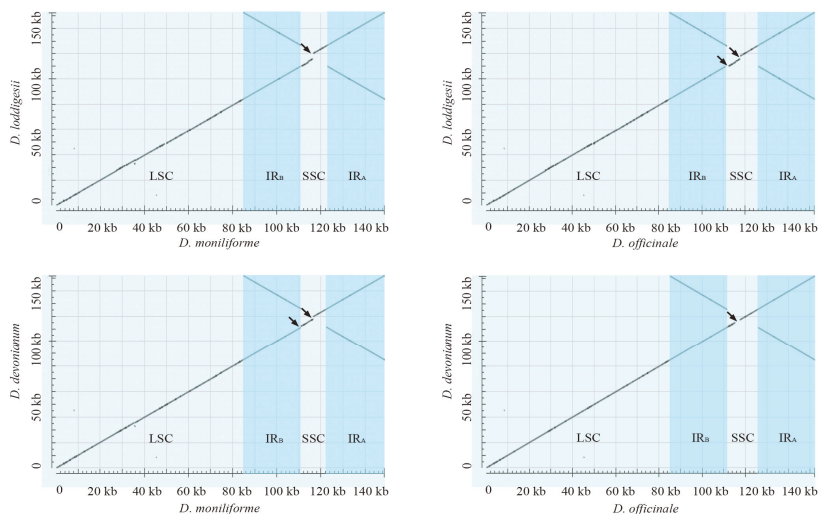 D. loddigesii
150 kb
100 kb
50 kb
0
LSC
IRB
SSC
IRA
0 20 kb 40 kb 60 kb 80 kb 100 kb 120 kb 140 kb
D. moniliforme
D. loddigesii
150 kb
100 kb
50 kb
0
LSC
IRB
SSC
IRA
0 20 kb 40 kb 60 kb 80 kb 100 kb 120 kb 140 kb
D. officinale
D. devonianum
150 kb
100 kb
50 kb
0
LSC
IRB
SSC
IRA
0 20 kb 40 kb 60 kb 80 kb 100 kb 120 kb 140 kb
D. moniliforme
D. devonianum
150 kb
100 kb
50 kb
0
LSC
IRB
SSC
IRA
0 20 kb 40 kb 60 kb 80 kb 100 kb 120 kb 140 kb
D. officinale